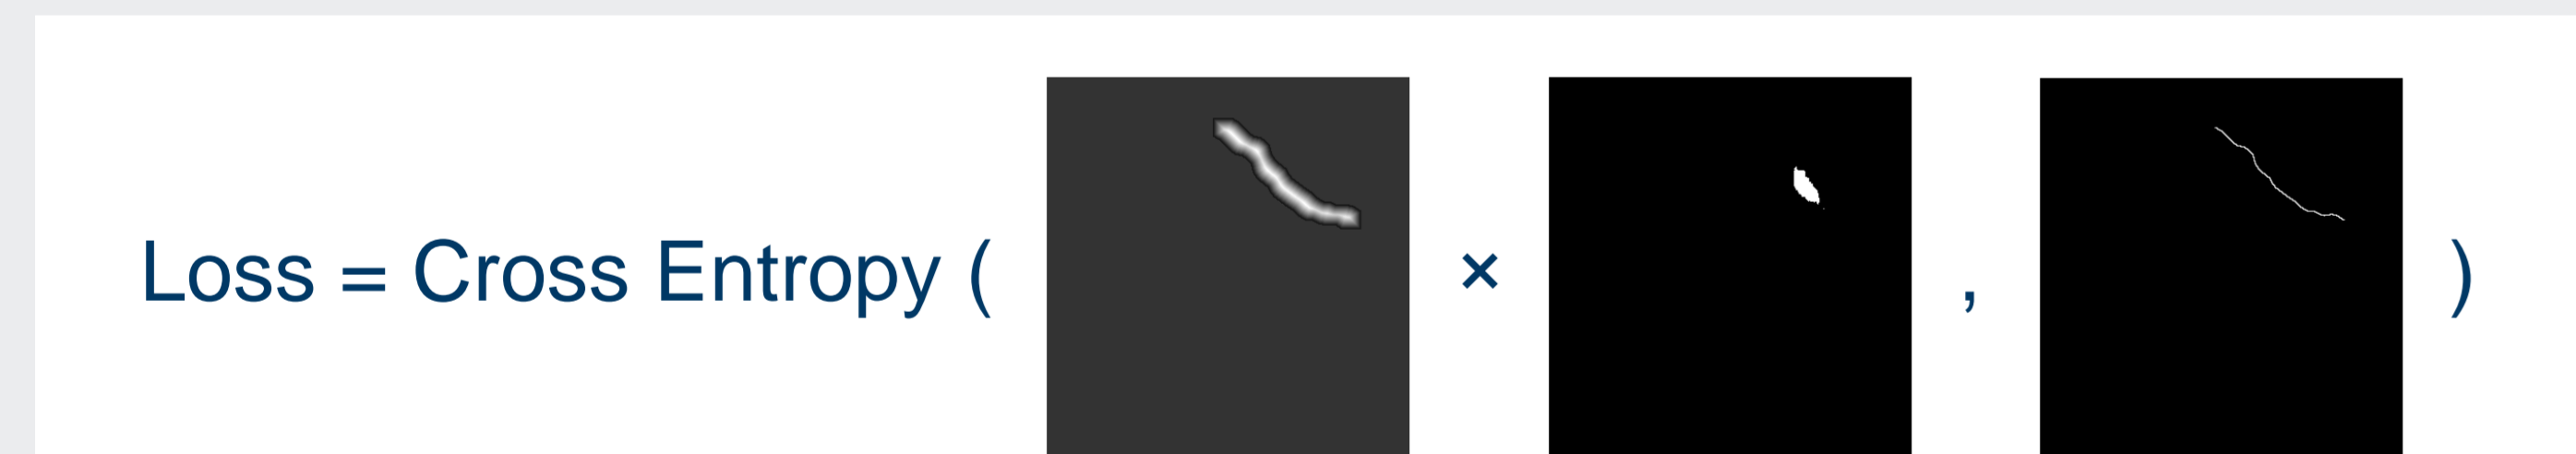 Loss = Cross Entropy ( × , )